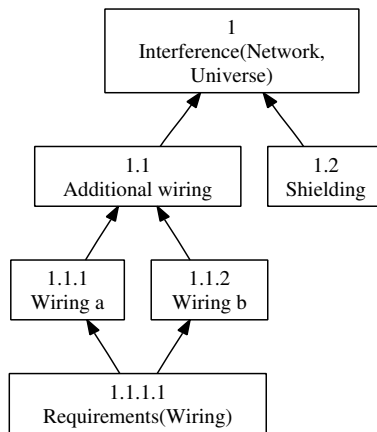 1
Interference(Network,
Universe)
1.1
Additional wiring
1.2
Shielding
1.1.1
Wiring a
1.1.2
Wiring b
1.1.1.1
Requirements(Wiring)